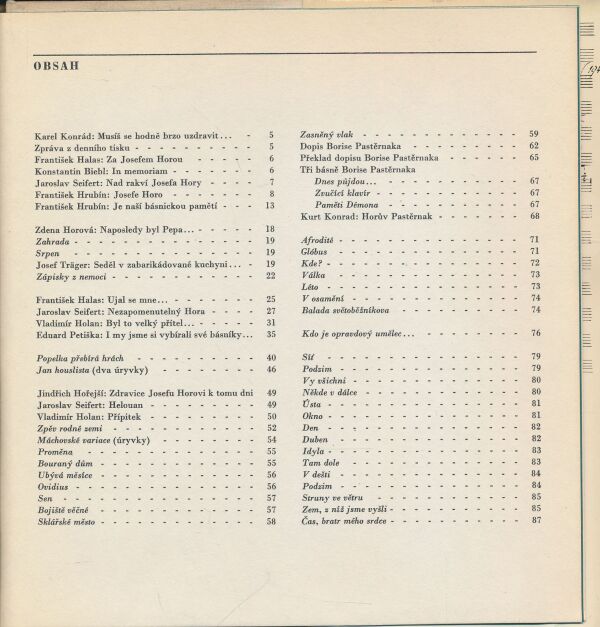 OBSAH
Karel Konrád: Musíš se hodně brzo uzdravit... - 5
Zpráva z denního tisku - - - - - - - - - 5
František Halas: Za Josefem Horou - - - - - 6
Konstantin Biebl: In memoriam - - - - - - 6
Jaroslav Seifert: Nad rakví Josefa Hory - - - - 7
František Hrubín: Josefe Horo - - - - - - 8
František Hrubín: Je naší básnickou pamětí - - - 13
Zdena Horová: Naposledy byl Pepa... - - - - 18
Zahrada - - - - - - - - - - - - 19
Srpen - - - - - - - - - - - - 19
Josef Träger: Seděl v zabarikádované kuchyni... - 19
Zápisky z nemoci - - - - - - - - - - 22
František Halas: Ujal se mne... - - - - - - 25
Jaroslav Seifert: Nezapomenutelný Hora - - - - 27
Vladimír Holan: Byl to velký přítel... - - - - - 31
Eduard Petiška: I my jsme si vybírali své básníky... - 35
Popelka přebírá hrách - - - - - - - - - 40
Jan houslista (dva úryvky) - - - - - - - 46
Jindřich Hořejší: Zdravice Josefu Horovi k tomu dni 49
Jaroslav Seifert: Helouan - - - - - - - - 49
Vladimír Holan: Přípitek - - - - - - - - 50
Zpěv rodné zemi - - - - - - - - - - 52
Máchovské variace (úryvky) - - - - - - - 54
Proměna - - - - - - - - - - - - 55
Bouraný dům - - - - - - - - - - - 55
Ubývá měsíce - - - - - - - - - - - 56
Ovidius - - - - - - - - - - - - 56
Sen - - - - - - - - - - - - - 57
Bojiště věčné - - - - - - - - - - - 57
Sklářské město - - - - - - - - - - - 58
Zasněný vlak - - - - - - - - - - - 59
Dopis Borise Pastěrnaka - - - - - - - - 62
Překlad dopisu Borise Pastěrnaka - - - - - - 65
Tři básně Borise Pastěrnaka
Dnes půjdou... - - - - - - - - - - 67
Zvučící klavír - - - - - - - - - - 67
Paměti Démona - - - - - - - - - - 67
Kurt Konrad: Horův Pastěrnak - - - - - - 68
Afrodité - - - - - - - - - - - - 71
Glóbus - - - - - - - - - - - - 71
Kde? - - - - - - - - - - - - - 72
Válka - - - - - - - - - - - - 73
Léto - - - - - - - - - - - - - 73
V osamění - - - - - - - - - - - 74
Balada světoběžníkova - - - - - - - - 74
Kdo je opravdový umělec... - - - - - - - 76
Síť - - - - - - - - - - - - - 79
Podzim - - - - - - - - - - - - 79
Vy všichni - - - - - - - - - - - 80
Někde v dálce - - - - - - - - - - 80
Ústa - - - - - - - - - - - - - 81
Okno - - - - - - - - - - - - - 81
Den - - - - - - - - - - - - - 82
Duben - - - - - - - - - - - - 82
Idyla - - - - - - - - - - - - - 83
Tam dole - - - - - - - - - - - - 83
V dešti - - - - - - - - - - - - 84
Podzim - - - - - - - - - - - - 84
Struny ve větru - - - - - - - - - - 85
Zem, z níž jsme vyšli - - - - - - - - - 85
Čas, bratr mého srdce - - - - - - - - - 87